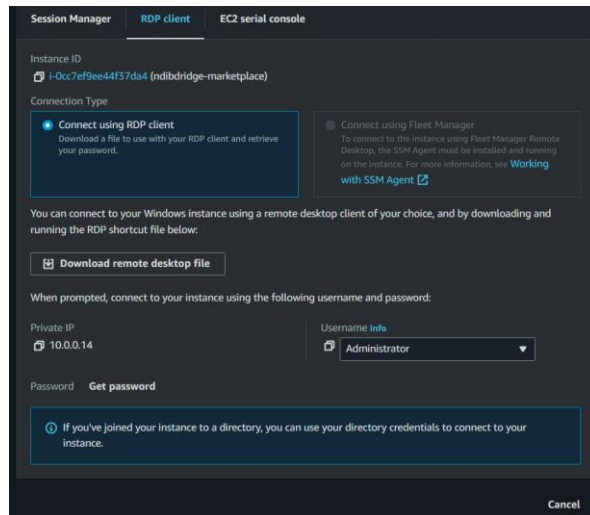 Session Manager RDP client EC2 serial console
Instance ID
i-0cc7ef9ee44f37da4 (ndibdridge-marketplace)
Connection Type
Connect using RDP client
Download a file to use with your RDP client and retrieve
your password.
Connect using Fleet Manager
To connect to the instance using Fleet Manager Remote
Desktop, the SSM Agent must be installed and running
on the instance. For more information, see Working
with SSM Agent
You can connect to your Windows instance using a remote desktop client of your choice, and by downloading and
running the RDP shortcut file below:
Download remote desktop file
When prompted, connect to your instance using the following username and password:
Private IP
10.0.0.14
Username Info
Administrator
Password Get password
If you've joined your instance to a directory, you can use your directory credentials to connect to your
instance.
Cancel